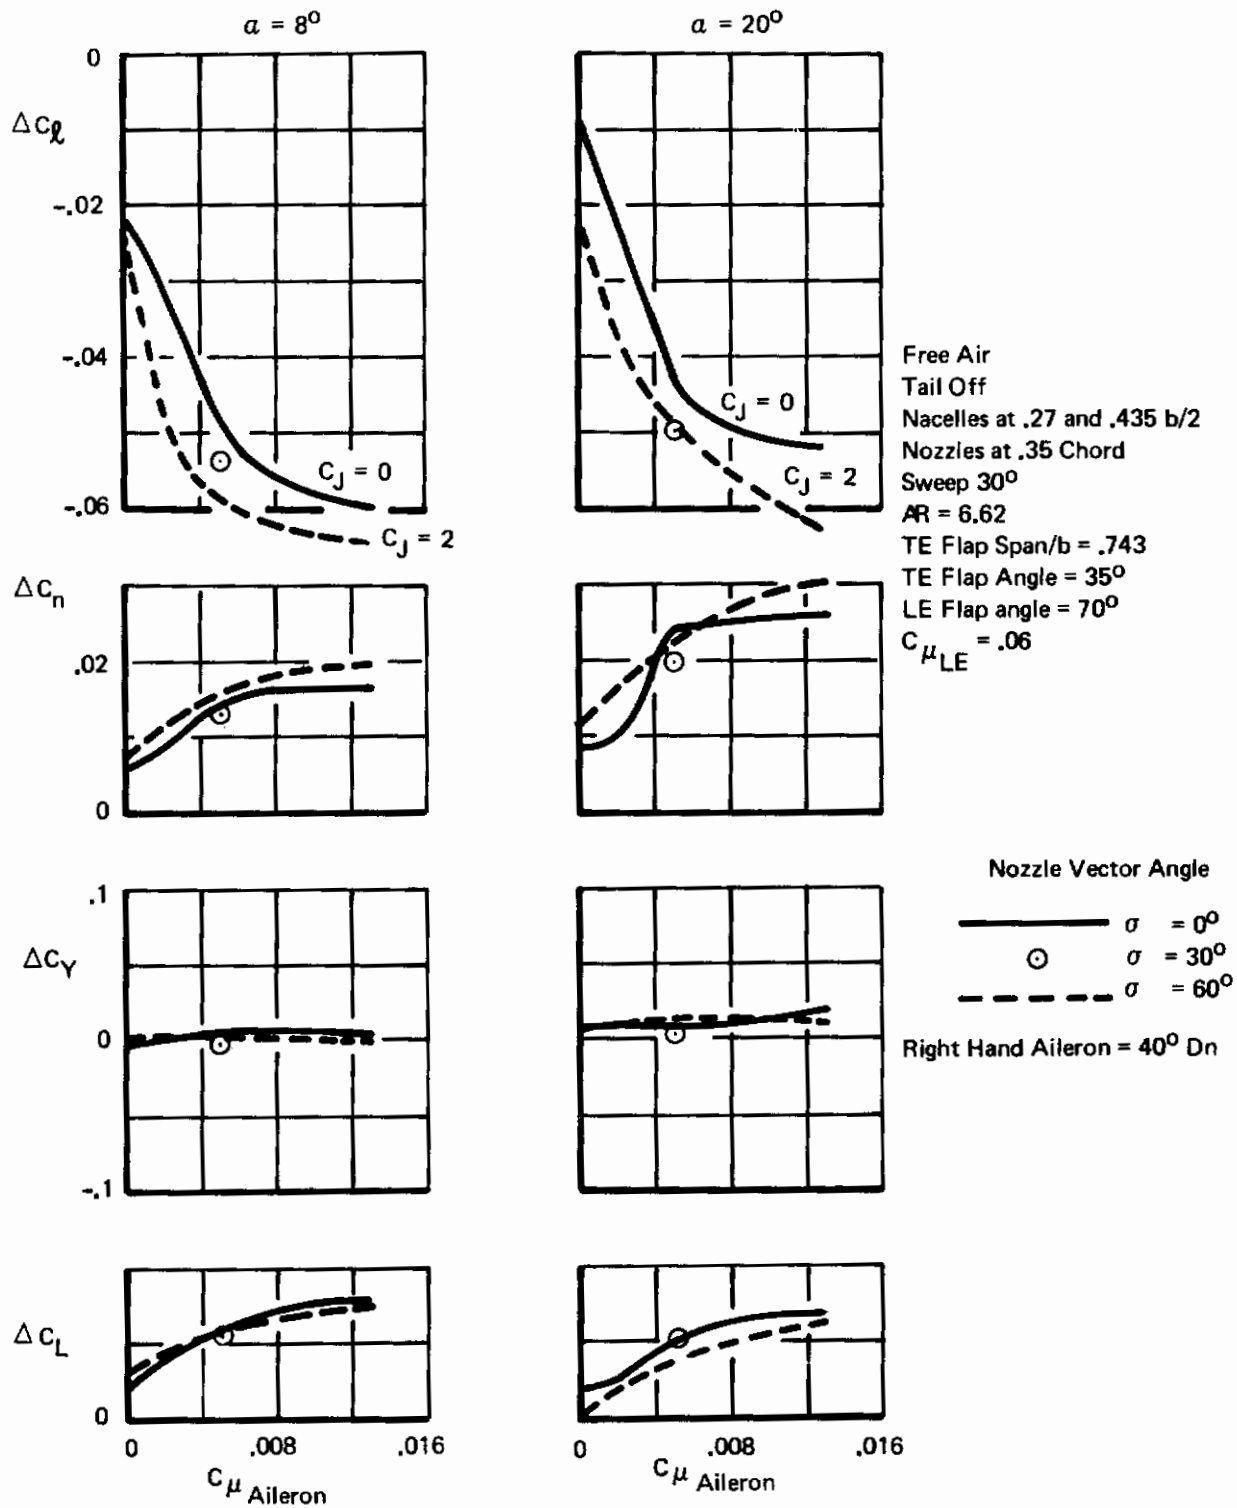 α = 8°
α = 20°
0
ΔCℓ
-.02
-.04
-.06
CJ = 0
CJ = 2
CJ = 0
CJ = 2
Free Air
Tail Off
Nacelles at .27 and .435 b/2
Nozzies at .35 Chord
Sweep 30°
AR = 6.62
TE Flap Span/b = .743
TE Flap Angle = 35°
LE Flap angle = 70°
CμLE = .06
ΔCn
.02
0
.1
ΔCY
0
-.1
Nozzle Vector Angle
σ = 0°
σ = 30°
σ = 60°
Right Hand Aileron = 40° Dn
ΔCL
0
0 .008 .016
Cμ Aileron
0 .008 .016
Cμ Aileron